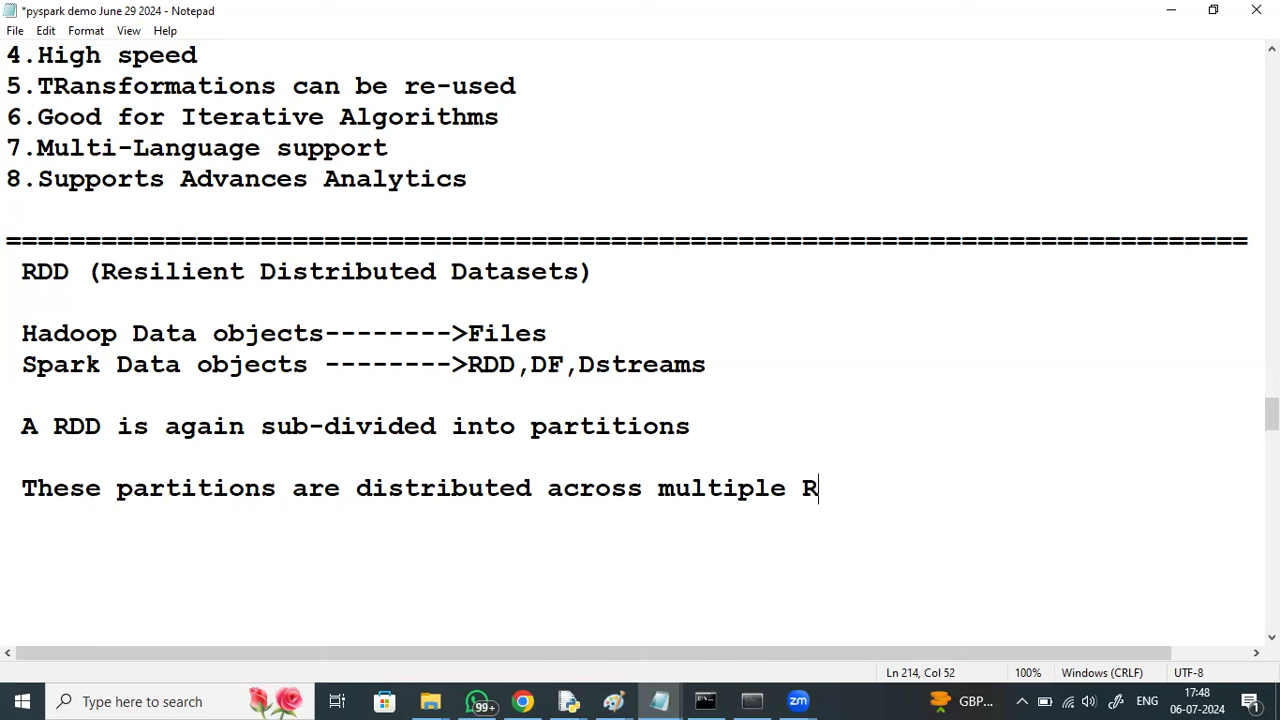 *pyspark demo June 29 2024 - Notepad
File Edit Format View Help
4.High speed
5.TRansformations can be re-used
6.Good for Iterative Algorithms
7.Multi-Language support
8.Supports Advances Analytics
==============================================================================
RDD (Resilient Distributed Datasets)
Hadoop Data objects-------->Files
Spark Data objects -------->RDD,DF,Dstreams
A RDD is again sub-divided into partitions
These partitions are distributed across multiple R
Ln 214, Col 52 100% Windows (CRLF) UTF-8
Type here to search 99+ zm GBP... ENG 17:48
06-07-2024 1